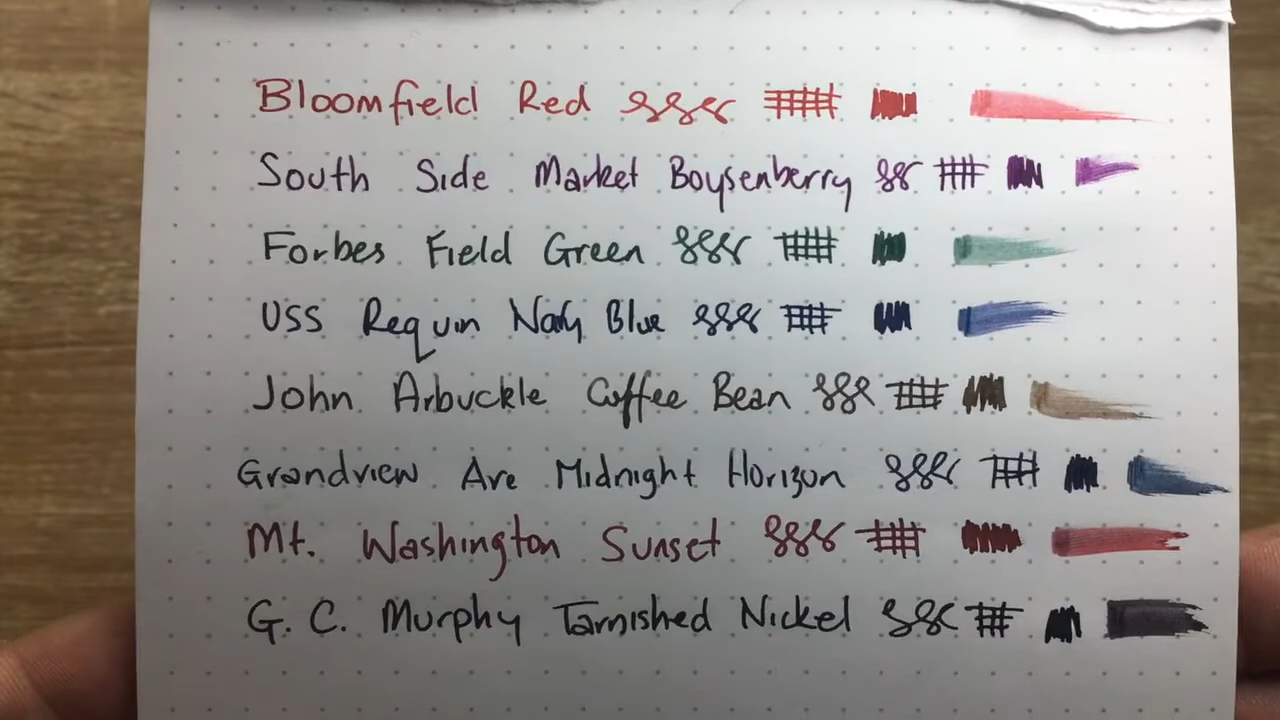 Bloomfield Red
South Side Market Boysenberry
Forbes Field Green
USS Requin Navy Blue
John Arbuckle Coffee Bean
Grandview Ave Midnight Horizon
Mt. Washington Sunset
G. C. Murphy Tarnished Nickel